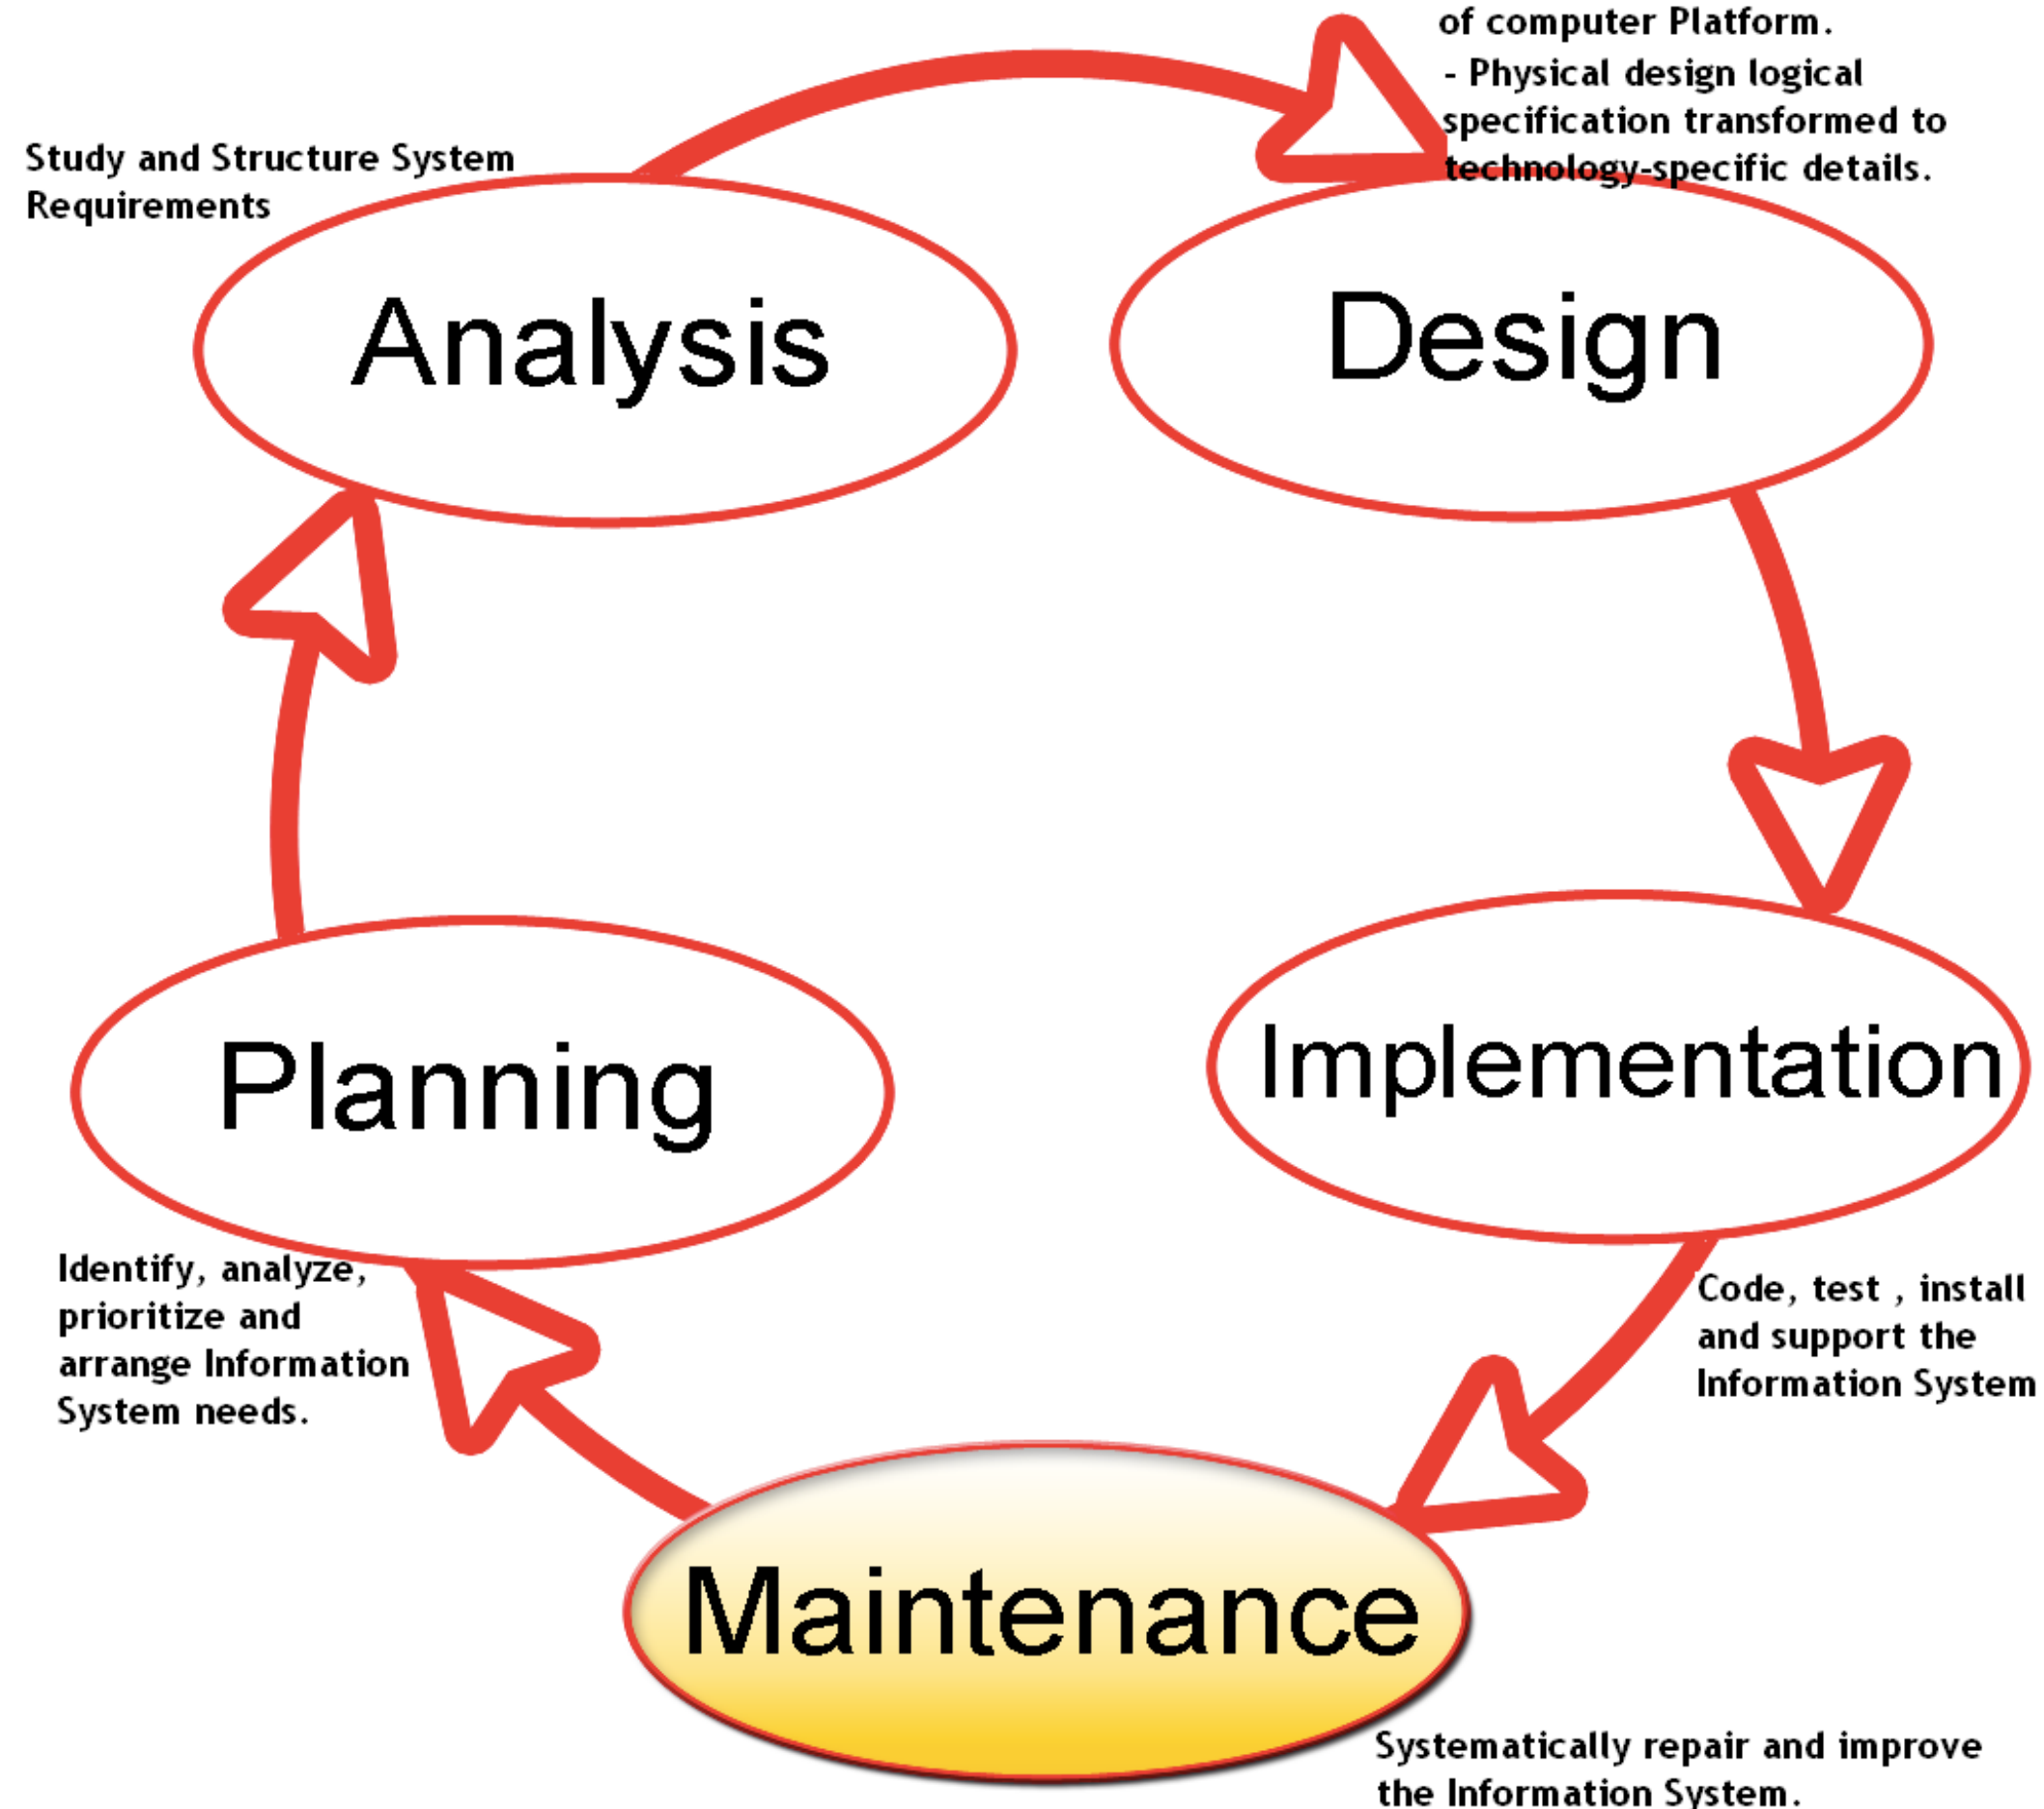 of computer Platform.
- Physical design logical
specification transformed to
technology-specific details.
Study and Structure System
Requirements
Analysis
Design
Planning
Implementation
Identify, analyze,
prioritize and
arrange Information
System needs.
Code, test , install
and support the
Information System
Maintenance
Systematically repair and improve
the Information System.